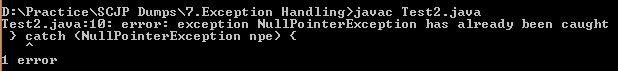 D:\Practice\SCJP Dumps\7.Exception Handling>javac Test2.java
Test2.java:10: error: exception NullPointerException has already been caught
} catch (NullPointerException npe) {
^
1 error